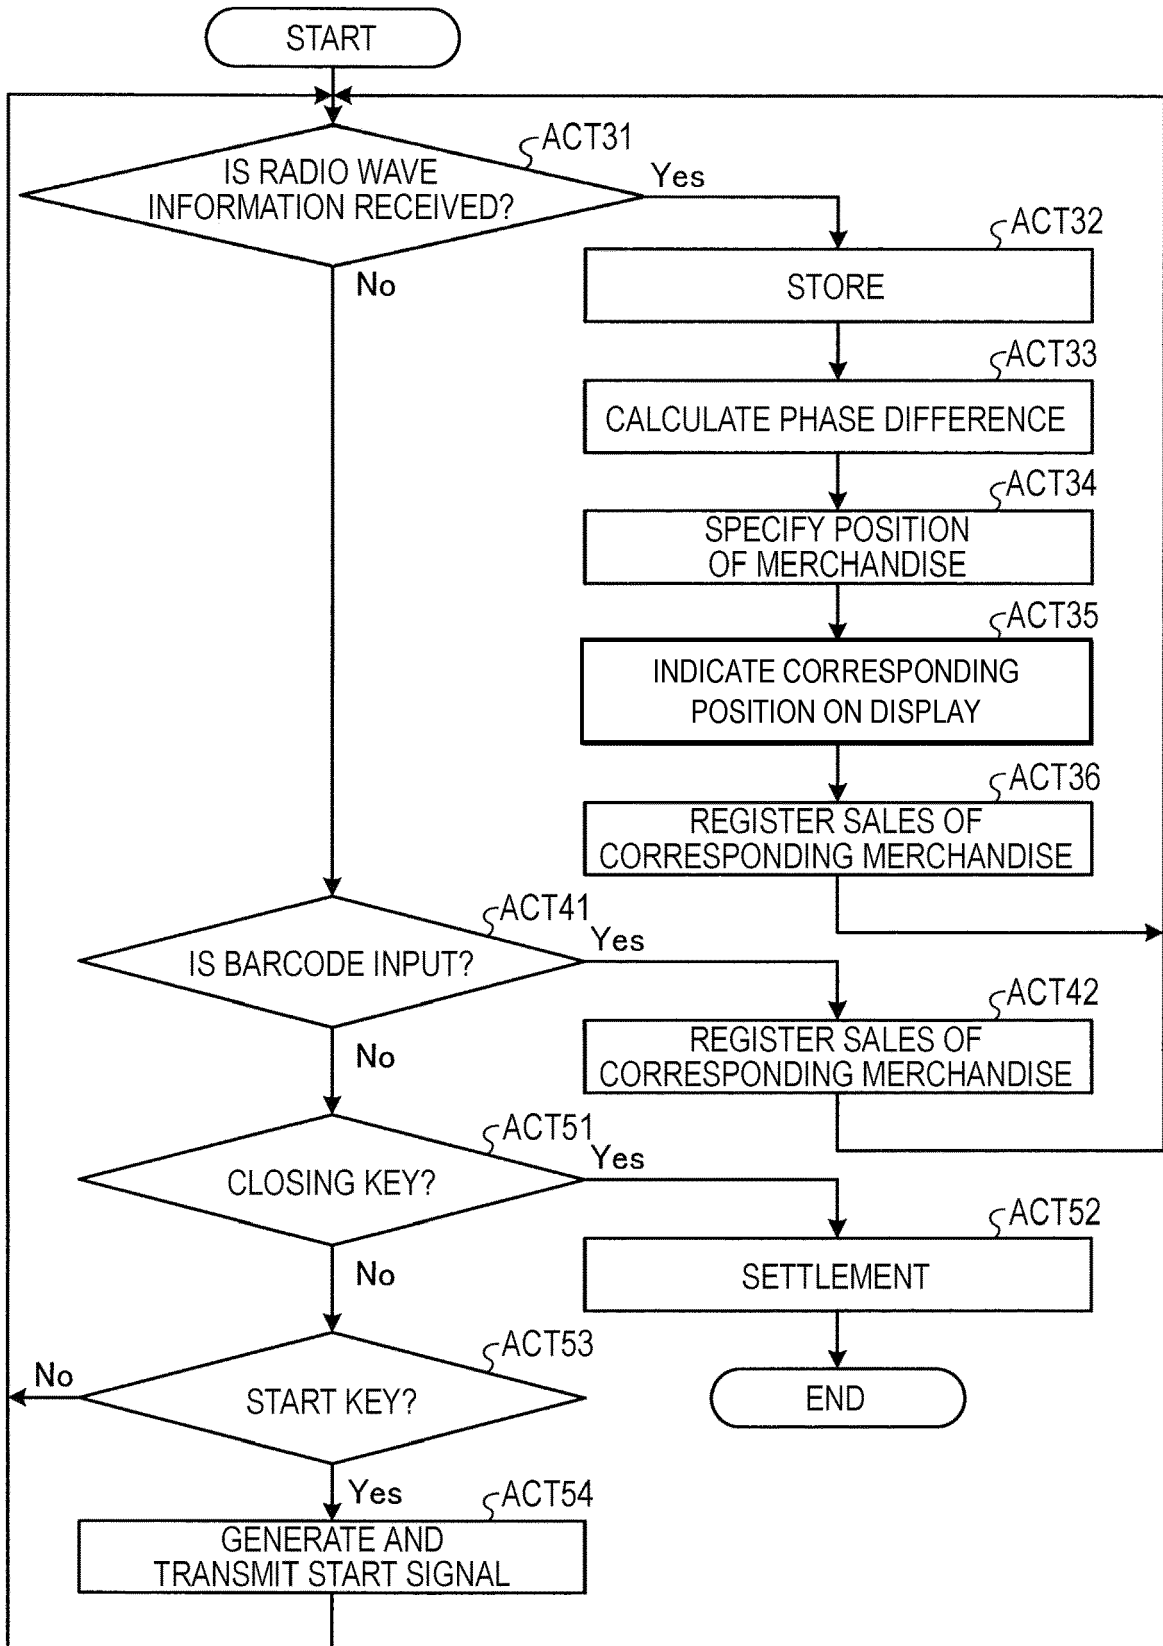 START
ACT31
IS RADIO WAVE
INFORMATION RECEIVED?
Yes
No
ACT32
STORE
ACT33
CALCULATE PHASE DIFFERENCE
ACT34
SPECIFY POSITION
OF MERCHANDISE
ACT35
INDICATE CORRESPONDING
POSITION ON DISPLAY
ACT36
REGISTER SALES OF
CORRESPONDING MERCHANDISE
ACT41
IS BARCODE INPUT?
Yes
No
ACT42
REGISTER SALES OF
CORRESPONDING MERCHANDISE
ACT51
CLOSING KEY?
Yes
No
ACT52
SETTLEMENT
END
ACT53
START KEY?
No
Yes
ACT54
GENERATE AND
TRANSMIT START SIGNAL